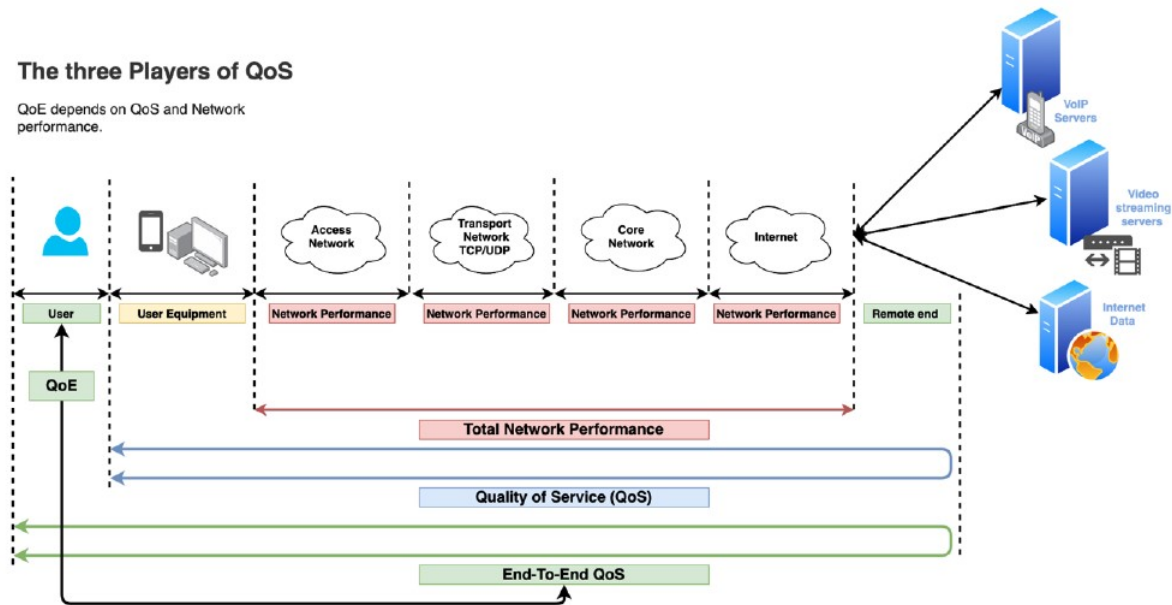 The three Players of QoS
QoE depends on QoS and Network
performance.
VoIP
VoIP
Servers
Video
streaming
servers
Internet
Data
Access
Network
Transport
Network
TCP/UDP
Core
Network
Internet
User
User Equipment
Network Performance
Network Performance
Network Performance
Network Performance
Remote end
QoE
Total Network Performance
Quality of Service (QoS)
End-To-End QoS